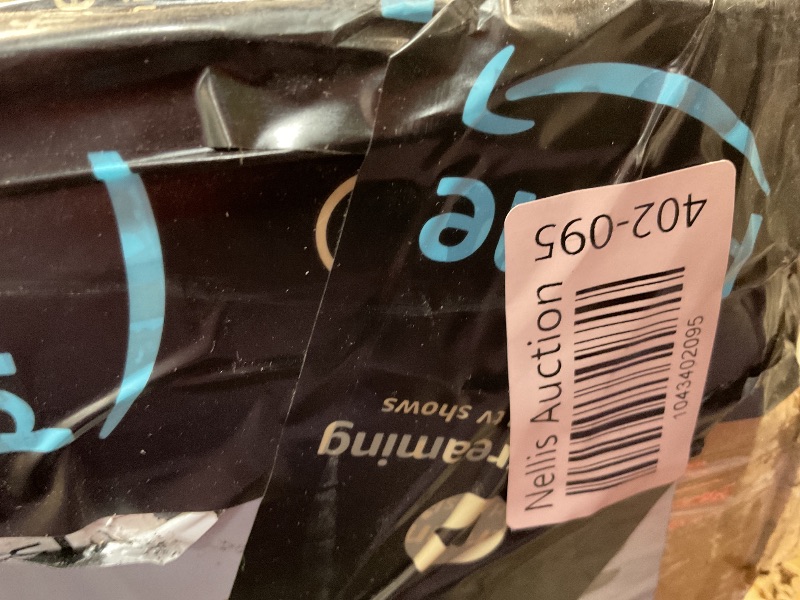 402-095
Nellis Auction
1043402095
reaming
tv shows